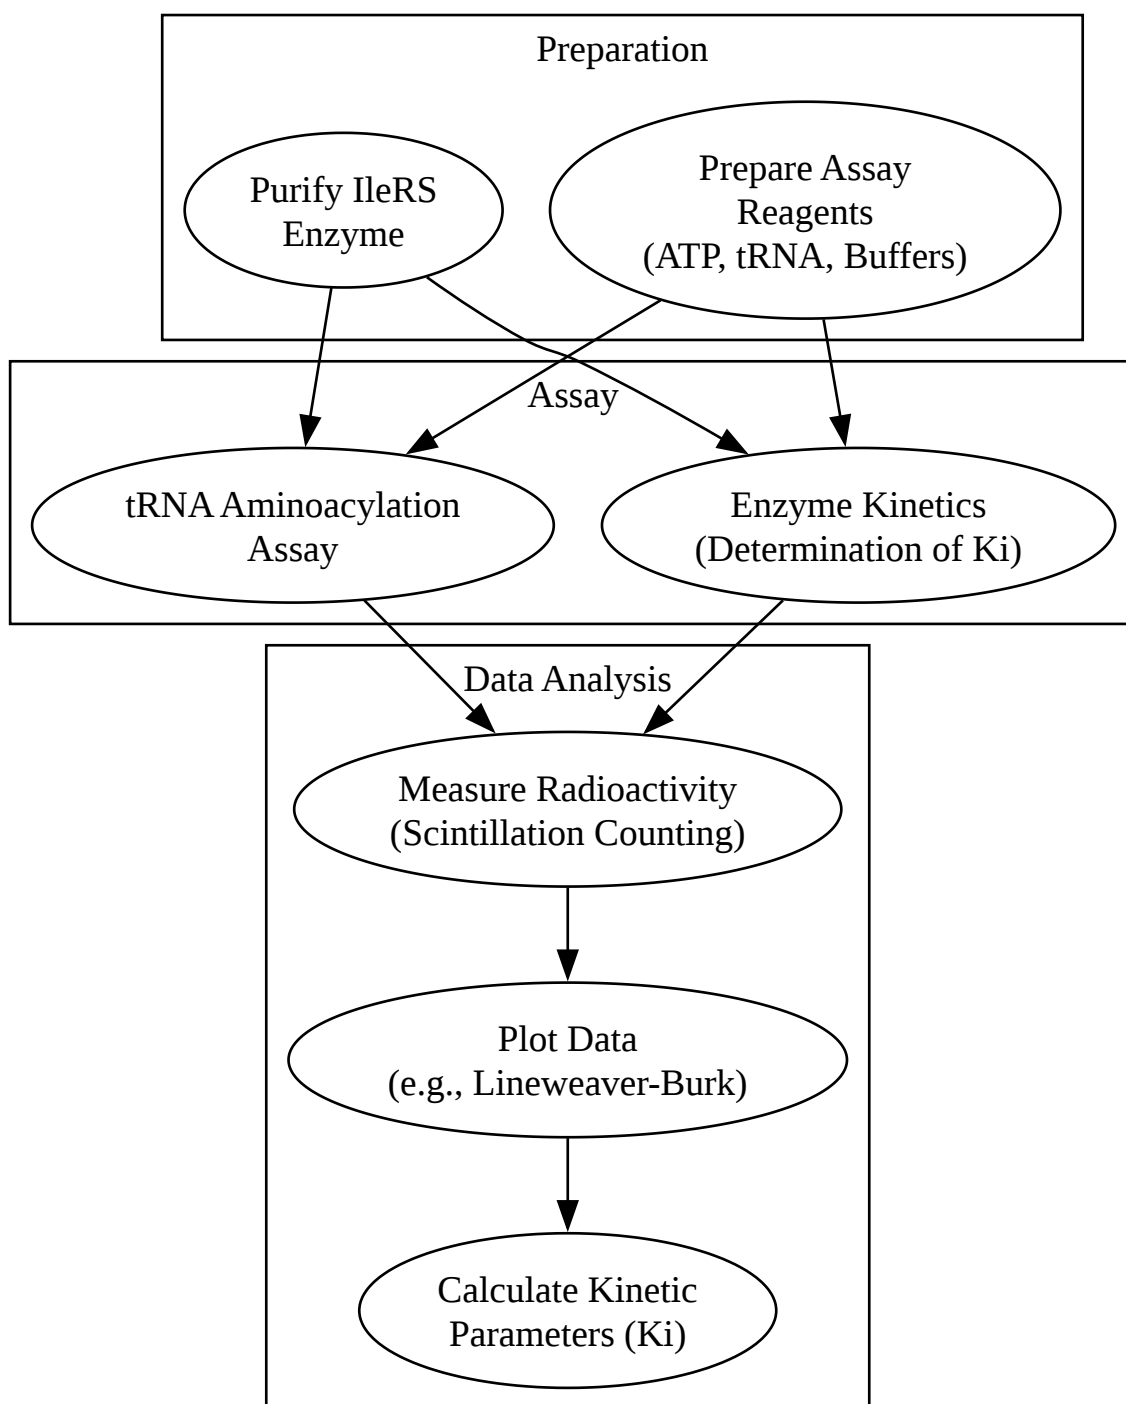 Preparation
Purify IleRS
Enzyme
Prepare Assay
Reagents
(ATP, tRNA, Buffers)
Assay
tRNA Aminoacylation
Assay
Enzyme Kinetics
(Determination of Ki)
Data Analysis
Measure Radioactivity
(Scintillation Counting)
Plot Data
(e.g., Lineweaver-Burk)
Calculate Kinetic
Parameters (Ki)